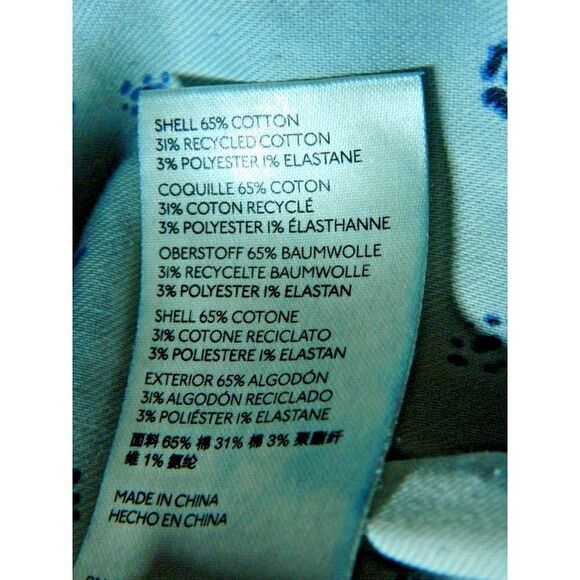 SHELL 65% COTTON
31% RECYCLED COTTON
3% POLYESTER 1% ELASTANE
COQUILLE 65% COTON
31% COTON RECYCLÉ
3% POLYESTER 1% ÉLASTHANNE
OBERSTOFF 65% BAUMWOLLE
31% RECYCELTE BAUMWOLLE
3% POLYESTER 1% ELASTAN
SHELL 65% COTONE
31% COTONE RECICLATO
3% POLIESTERE 1% ELASTAN
EXTERIOR 65% ALGODÓN
31% ALGODÓN RECICLADO
3% POLIÉSTER 1% ELASTANE
面料 65% 棉 31% 棉 3% 聚酯纤
维 1% 氨纶
MADE IN CHINA
HECHO EN CHINA